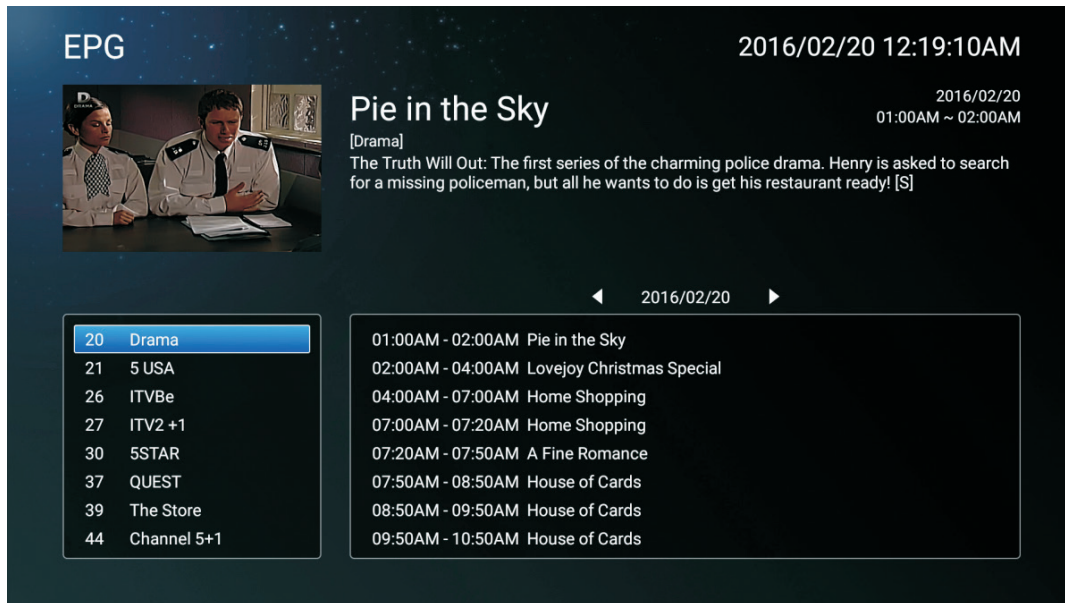 EPG
2016/02/20 12:19:10AM
D
DRAMA
Pie in the Sky
2016/02/20
01:00AM ~ 02:00AM
[Drama]
The Truth Will Out: The first series of the charming police drama. Henry is asked to search
for a missing policeman, but all he wants to do is get his restaurant ready! [S]
2016/02/20
20 Drama
21 5 USA
26 ITVBe
27 ITV2 +1
30 5STAR
37 QUEST
39 The Store
44 Channel 5+1
01:00AM - 02:00AM Pie in the Sky
02:00AM - 04:00AM Lovejoy Christmas Special
04:00AM - 07:00AM Home Shopping
07:00AM - 07:20AM Home Shopping
07:20AM - 07:50AM A Fine Romance
07:50AM - 08:50AM House of Cards
08:50AM - 09:50AM House of Cards
09:50AM - 10:50AM House of Cards